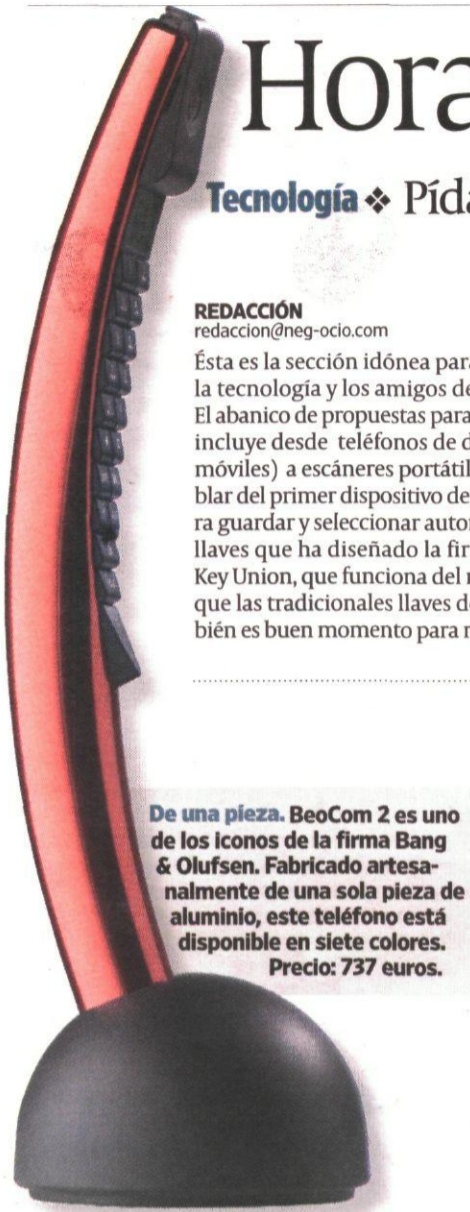 Hora
Tecnología ❖ Pída
REDACCIÓN
redaccion@neg-ocio.com
Ésta es la sección idónea para
la tecnología y los amigos de
El abanico de propuestas para
incluye desde teléfonos de d
móviles) a escáneres portátil
blar del primer dispositivo de
ra guardar y seleccionar autor
llaves que ha diseñado la fir
Key Union, que funciona del r
que las tradicionales llaves de
bién es buen momento para r
De una pieza. BeoCom 2 es uno
de los iconos de la firma Bang
& Olufsen. Fabricado artesa-
nalmente de una sola pieza de
aluminio, este teléfono está
disponible en siete colores.
Precio: 737 euros.